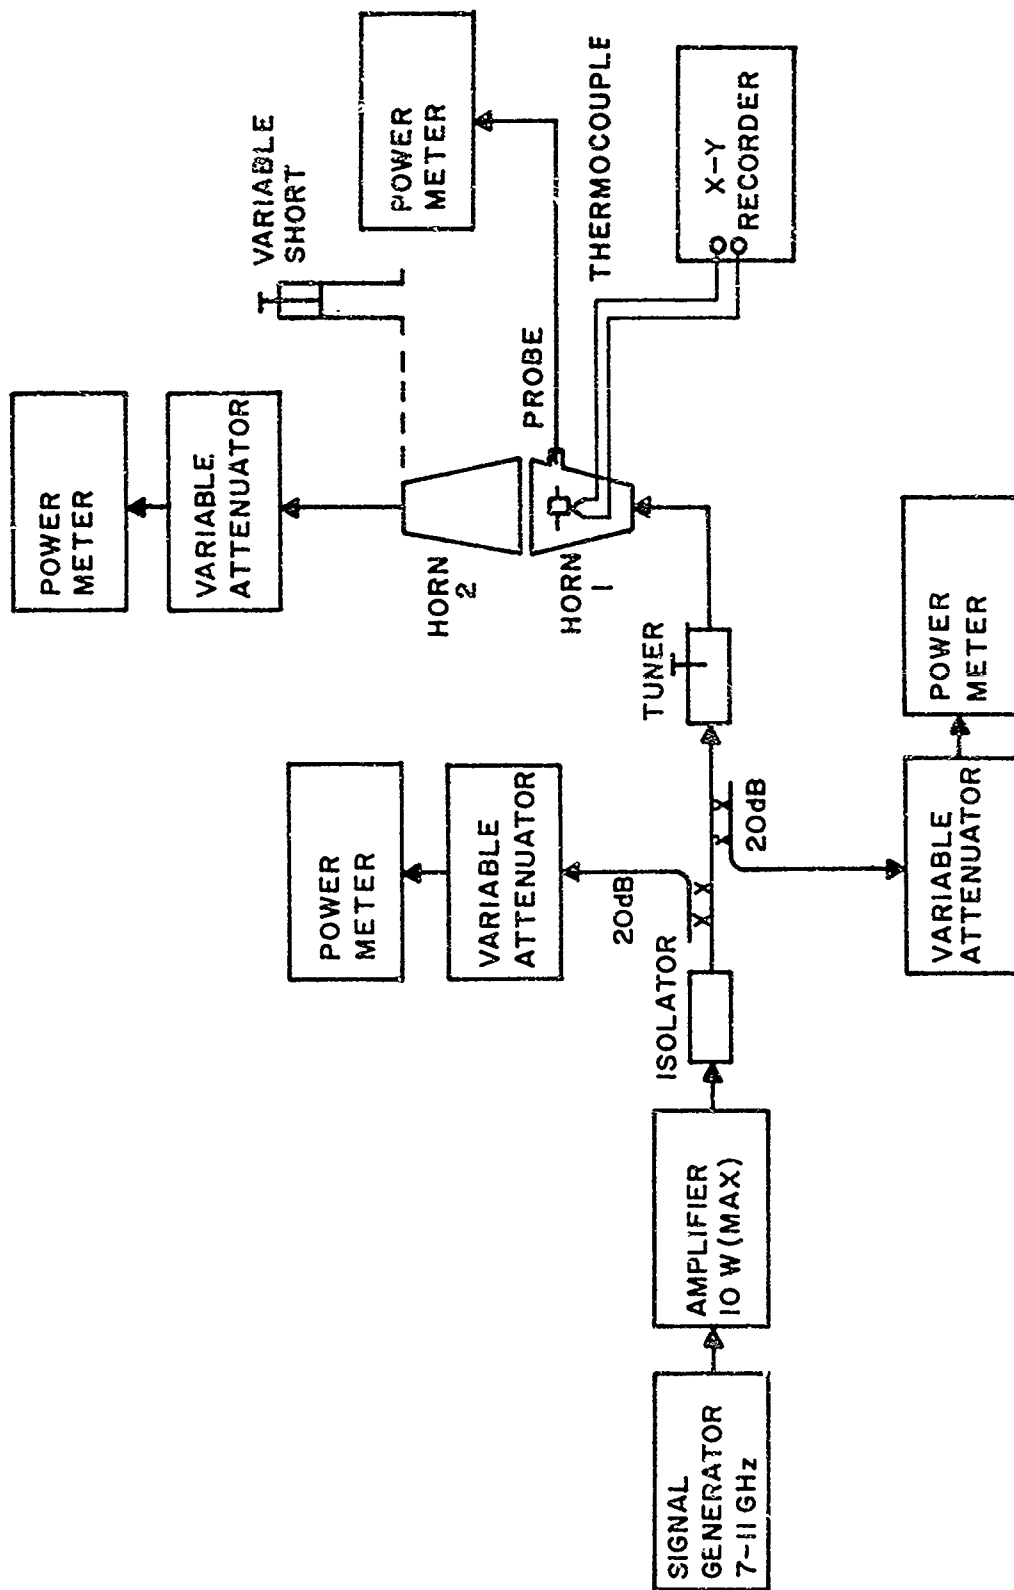 SIGNAL
GENERATOR
7-11 GHz
AMPLIFIER
10 W (MAX)
ISOLATOR
20dB
VARIABLE
ATTENUATOR
POWER
METER
20dB
VARIABLE
ATTENUATOR
POWER
METER
TUNER
HORN
1
HORN
2
VARIABLE
ATTENUATOR
POWER
METER
VARIABLE
SHORT
PROBE
POWER
METER
THERMOCOUPLE
X-Y
RECORDER